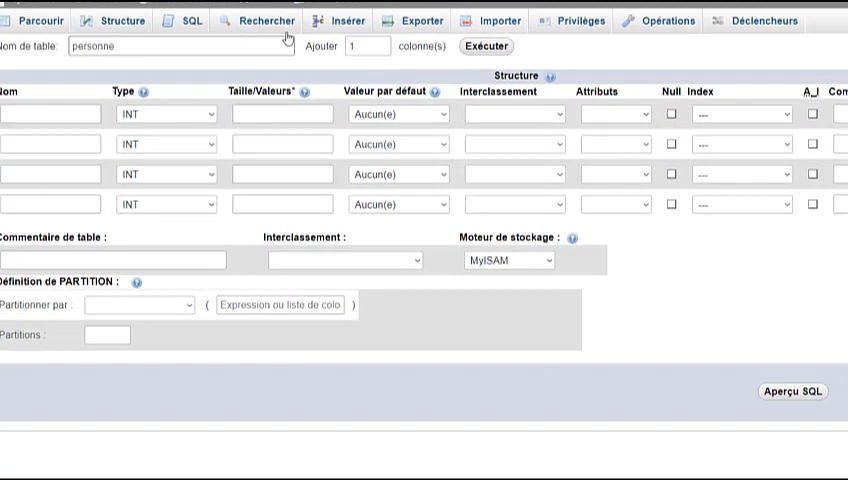 Parcourir Structure SQL Rechercher Insérer Exporter Importer Privilèges Opérations Déclencheurs
Nom de table: personne Ajouter 1 colonne(s) Exécuter
Structure
Nom Type Taille/Valeurs* Valeur par défaut Interclassement Attributs Null Index A_I Com
INT Aucun(e) ---
INT Aucun(e) ---
INT Aucun(e) ---
INT Aucun(e) ---
Commentaire de table : Interclassement : Moteur de stockage :
MyISAM
Définition de PARTITION :
Partitionner par : ( Expression ou liste de colo )
Partitions :
Aperçu SQL